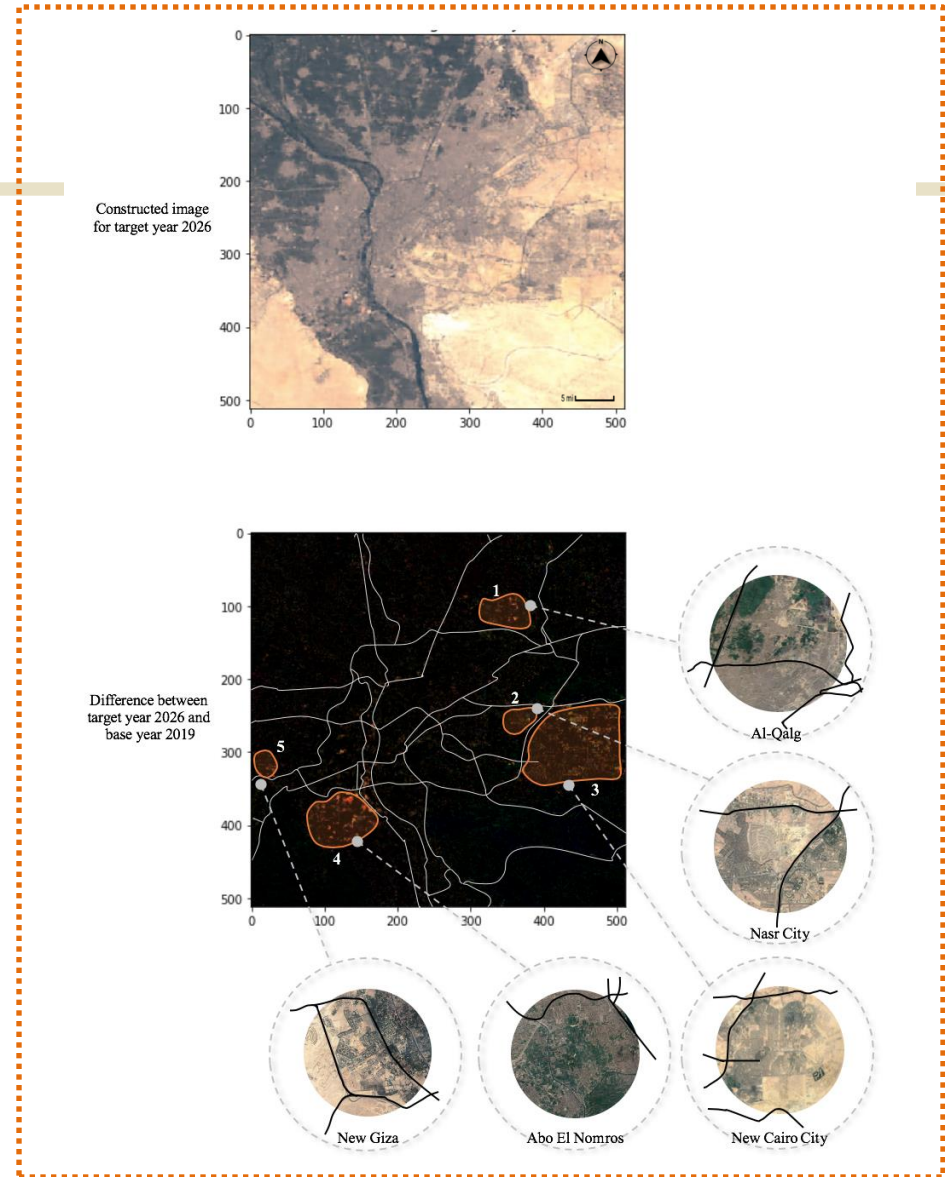 N
0
100
200
300
400
500
0
100
200
300
400
500
5 mi
Constructed image
for target year 2026
0
100
200
300
400
500
0
100
200
300
400
500
1
2
3
4
5
Difference between
target year 2026 and
base year 2019
Al-Qalg
Nasr City
New Giza
Abo El Nomros
New Cairo City